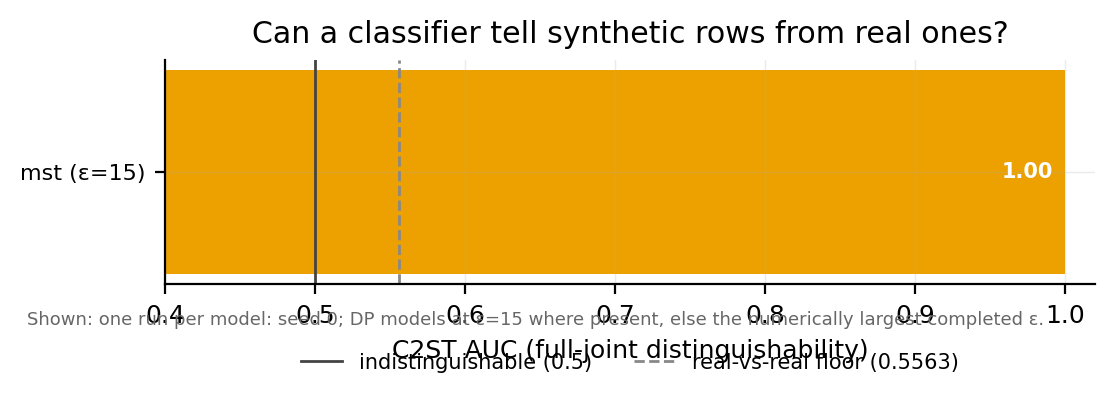 Can a classifier tell synthetic rows from real ones?
mst (ε=15)
1.00
0.4 0.5 0.6 0.7 0.8 0.9 1.0
Shown: one run per model: seed 0; DP models at ε=15 where present, else the numerically largest completed ε.
C2ST AUC (full-joint distinguishability)
indistinguishable (0.5) real-vs-real floor (0.5563)